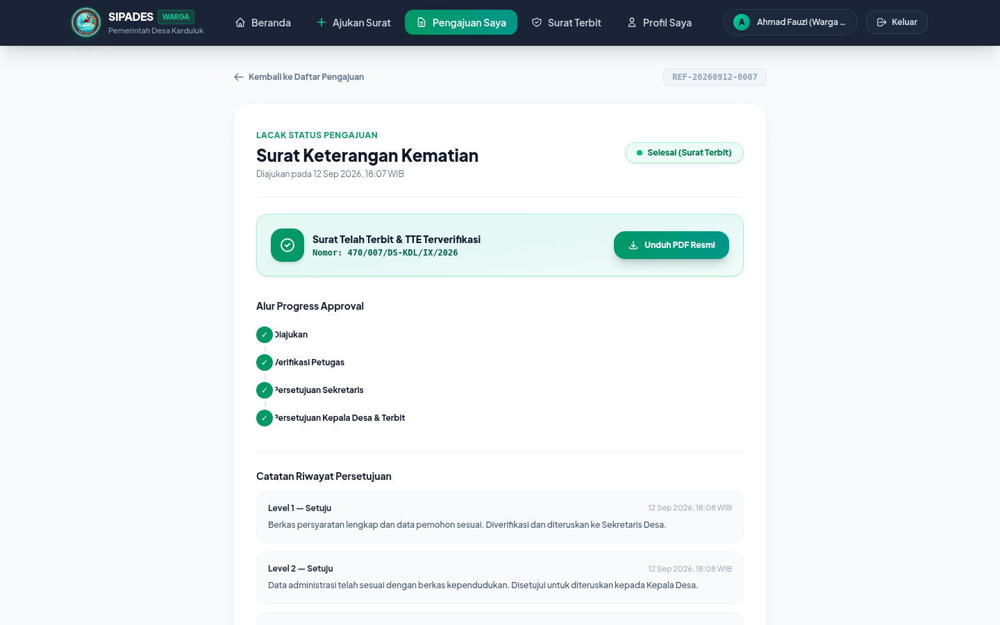 SIPADES WARGA
Pemerintah Desa Karduluk
Beranda
Ajukan Surat
Pengajuan Saya
Surat Terbit
Profil Saya
A Ahmad Fauzi (Warga ...
Keluar
Kembali ke Daftar Pengajuan
REF-20260912-0007
LACAK STATUS PENGAJUAN
Surat Keterangan Kematian
Diajukan pada 12 Sep 2026, 18:07 WIB
Selesai (Surat Terbit)
Surat Telah Terbit & TTE Terverifikasi
Nomor: 470/007/DS-KDL/IX/2026
Unduh PDF Resmi
Alur Progress Approval
✓ Diajukan
✓ Verifikasi Petugas
✓ Persetujuan Sekretaris
✓ Persetujuan Kepala Desa & Terbit
Catatan Riwayat Persetujuan
Level 1 — Setuju
12 Sep 2026, 18:08 WIB
Berkas persyaratan lengkap dan data pemohon sesuai. Diverifikasi dan diteruskan ke Sekretaris Desa.
Level 2 — Setuju
12 Sep 2026, 18:08 WIB
Data administrasi telah sesuai dengan berkas kependudukan. Disetujui untuk diteruskan kepada Kepala Desa.